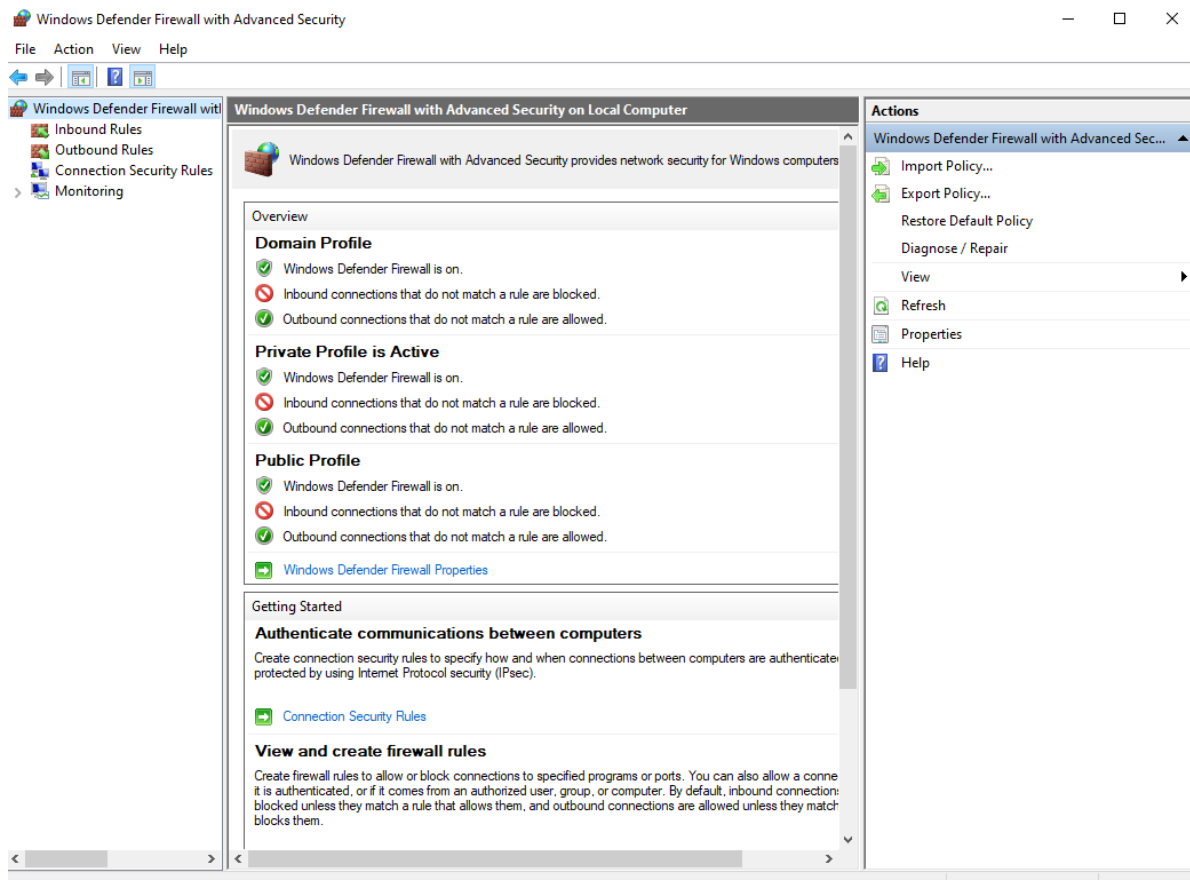 Windows Defender Firewall with Advanced Security
File Action View Help
Windows Defender Firewall with
Inbound Rules
Outbound Rules
Connection Security Rules
Monitoring
Windows Defender Firewall with Advanced Security on Local Computer
Windows Defender Firewall with Advanced Security provides network security for Windows computers
Overview
Domain Profile
Windows Defender Firewall is on.
Inbound connections that do not match a rule are blocked.
Outbound connections that do not match a rule are allowed.
Private Profile is Active
Windows Defender Firewall is on.
Inbound connections that do not match a rule are blocked.
Outbound connections that do not match a rule are allowed.
Public Profile
Windows Defender Firewall is on.
Inbound connections that do not match a rule are blocked.
Outbound connections that do not match a rule are allowed.
Windows Defender Firewall Properties
Getting Started
Authenticate communications between computers
Create connection security rules to specify how and when connections between computers are authenticate
protected by using Internet Protocol security (IPsec).
Connection Security Rules
View and create firewall rules
Create firewall rules to allow or block connections to specified programs or ports. You can also allow a conne
it is authenticated, or if it comes from an authorized user, group, or computer. By default, inbound connections
blocked unless they match a rule that allows them, and outbound connections are allowed unless they match
blocks them.
Actions
Windows Defender Firewall with Advanced Sec...
Import Policy...
Export Policy...
Restore Default Policy
Diagnose / Repair
View
Refresh
Properties
Help